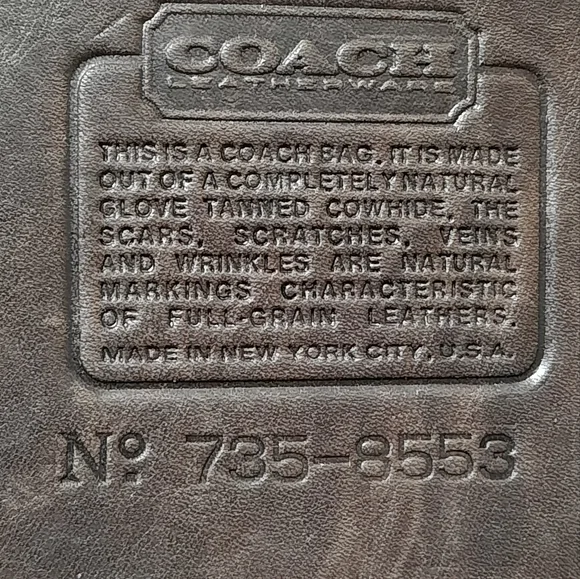 COACH
LEATHERWARE
THIS IS A COACH BAG. IT IS MADE
OUT OF A COMPLETELY NATURAL
GLOVE TANNED COWHIDE. THE
SCARS, SCRATCHES, VEINS
AND WRINKLES ARE NATURAL
MARKINGS CHARACTERISTIC
OF FULL-GRAIN LEATHERS.
MADE IN NEW YORK CITY, U.S.A.
Nº 735-8553